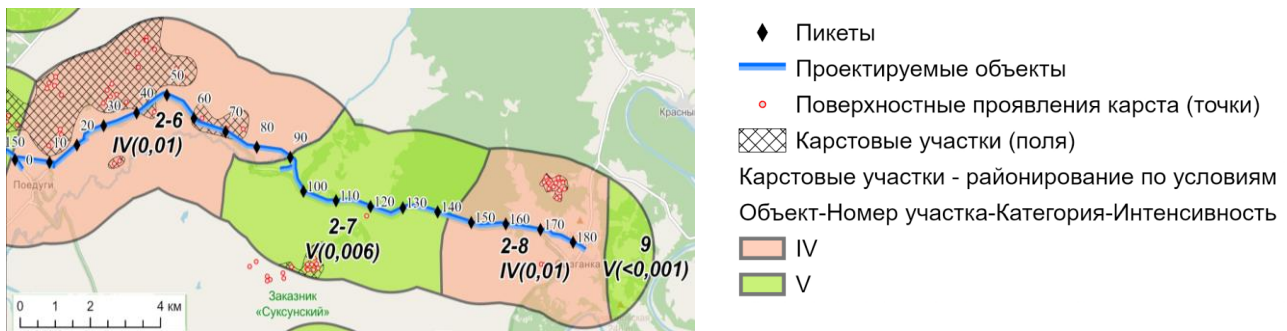 50
40
30
60
20
70
10
2-6
80
150
0
IV(0,01)
90
Поедуги
100
110
120
130
140
150
160
170
180
2-7
V(0,006)
2-8
IV(0,01)
9
V(<0,001)
Красны
зганка
Заказник
«Суксунский»
0 1 2 4 км
Пикеты
Проектируемые объекты
Поверхностные проявления карста (точки)
Карстовые участки (поля)
Карстовые участки - районирование по условиям
Объект-Номер участка-Категория-Интенсивность
IV
V